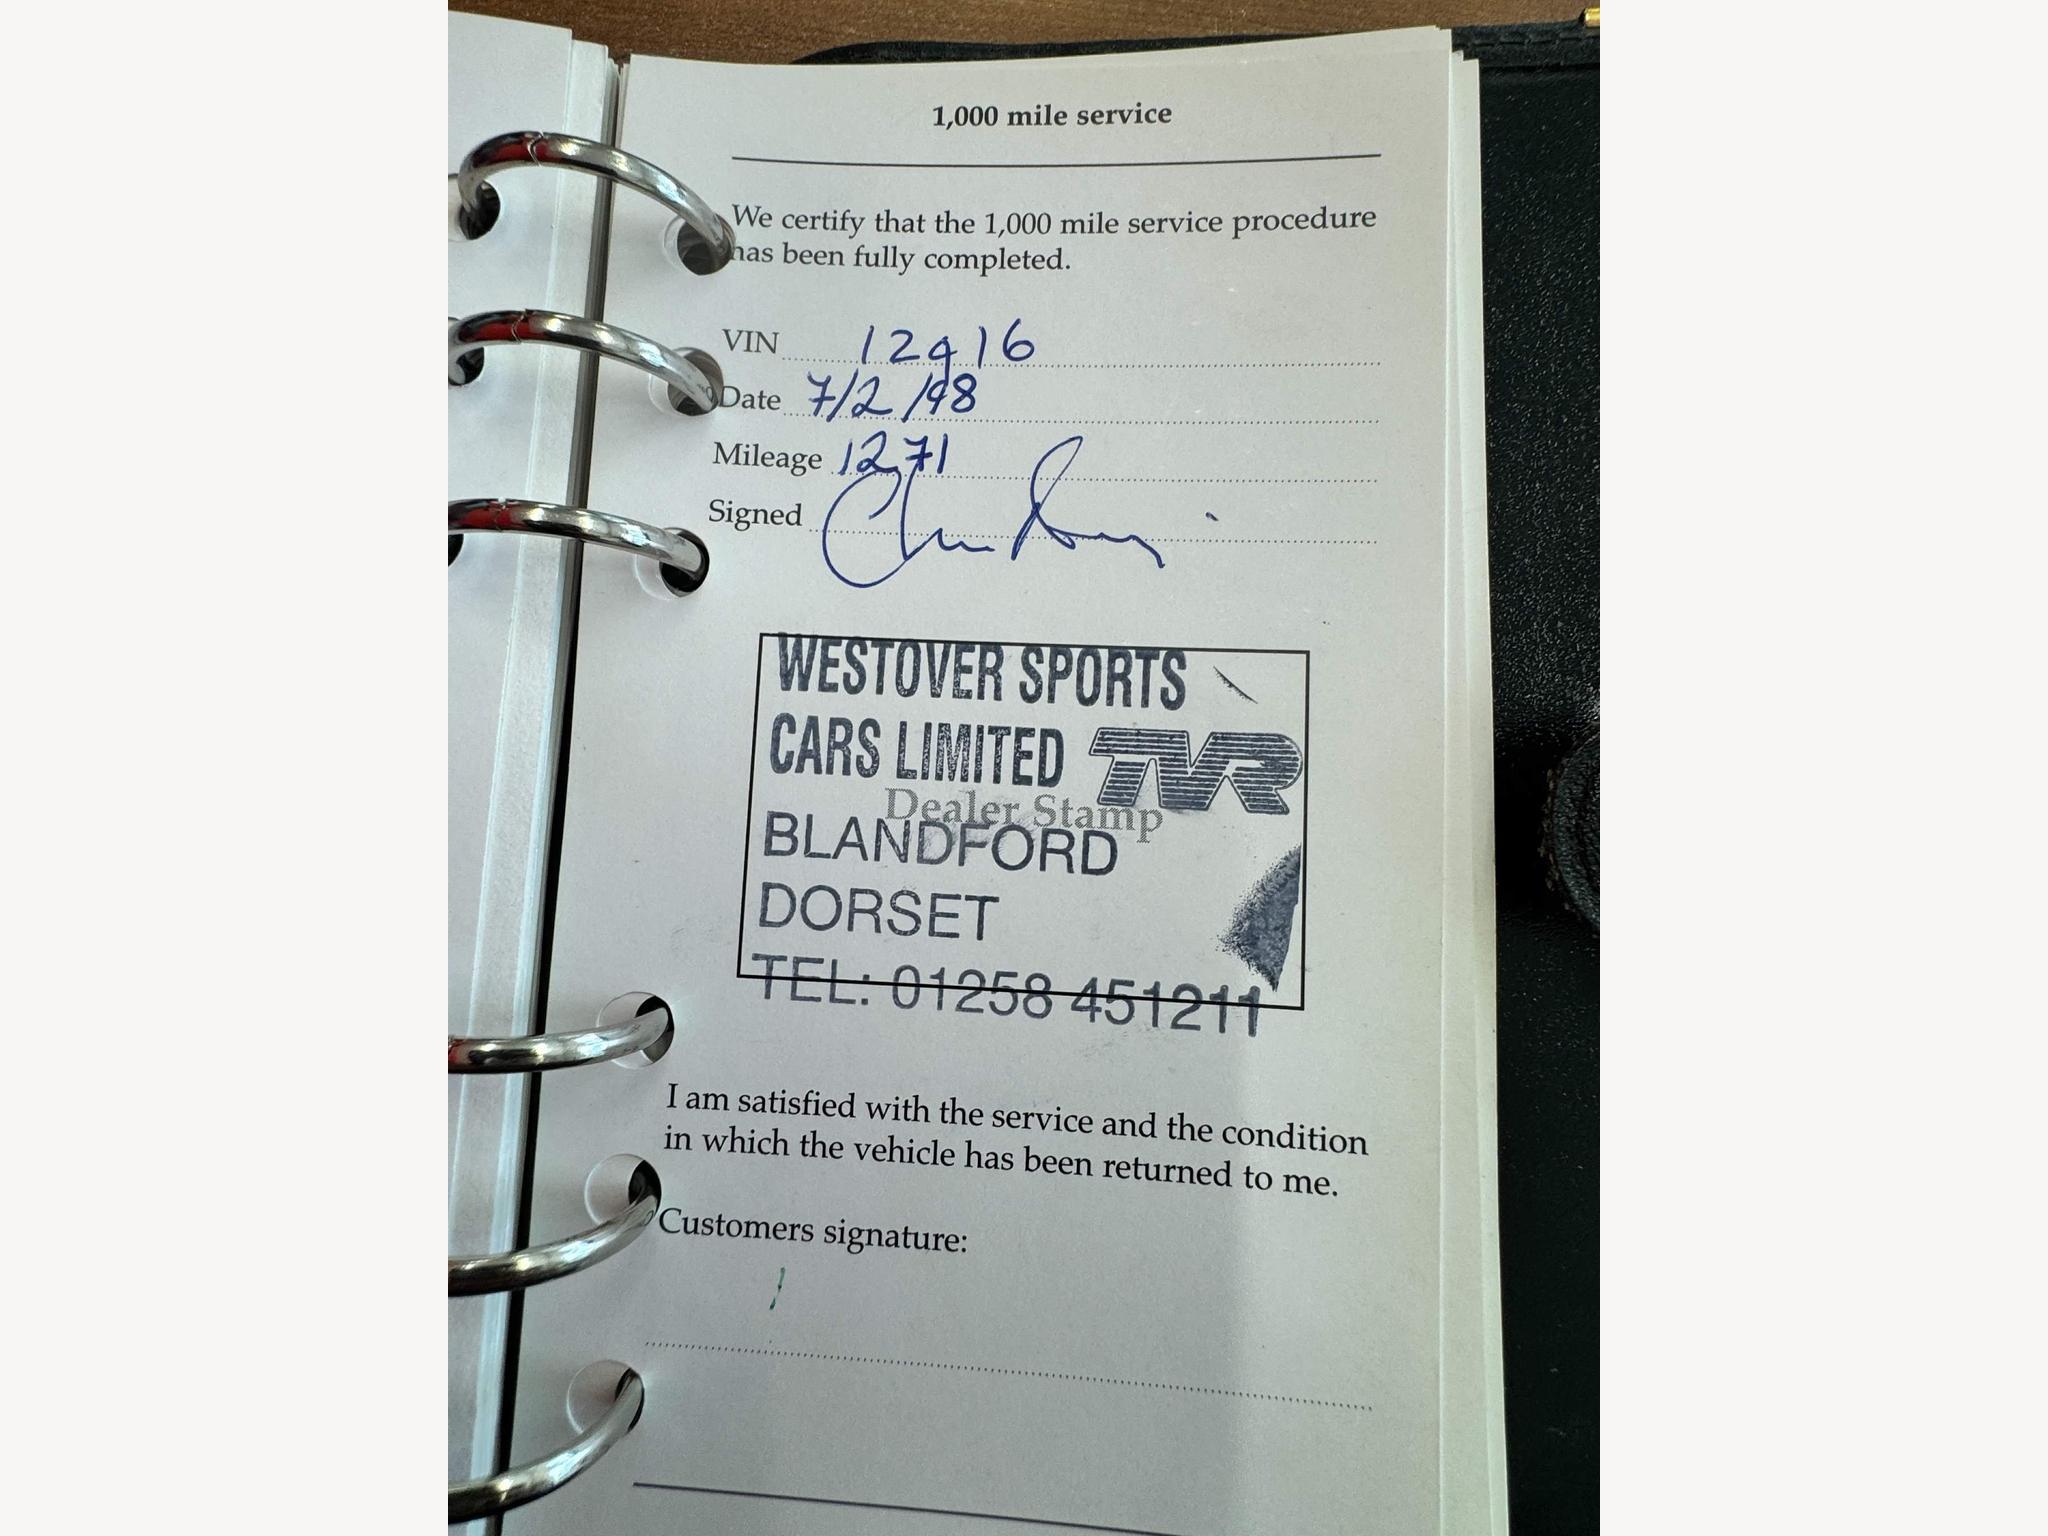 1,000 mile service
We certify that the 1,000 mile service procedure
has been fully completed.
VIN 12916
Date 7/2/98
Mileage 1271
Signed
WESTOVER SPORTS
CARS LIMITED TVR
Dealer Stamp
BLANDFORD
DORSET
TEL: 01258 451211
I am satisfied with the service and the condition
in which the vehicle has been returned to me.
Customers signature: